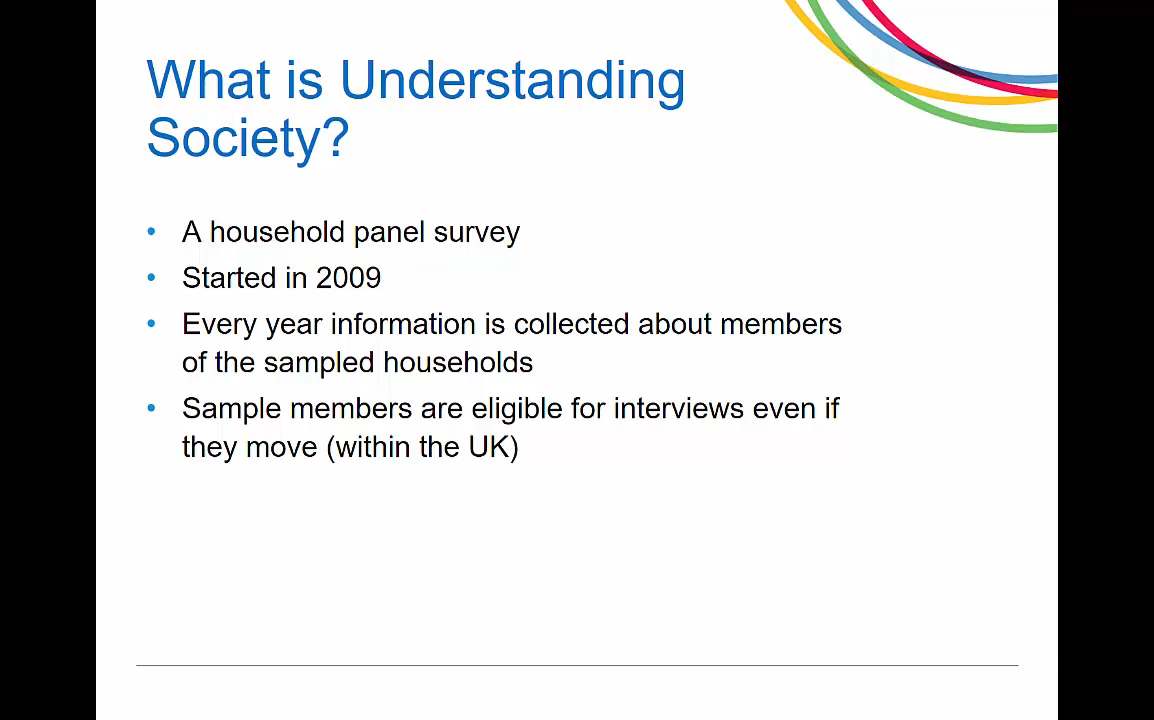 What is Understanding
Society?
• A household panel survey
• Started in 2009
• Every year information is collected about members
of the sampled households
• Sample members are eligible for interviews even if
they move (within the UK)